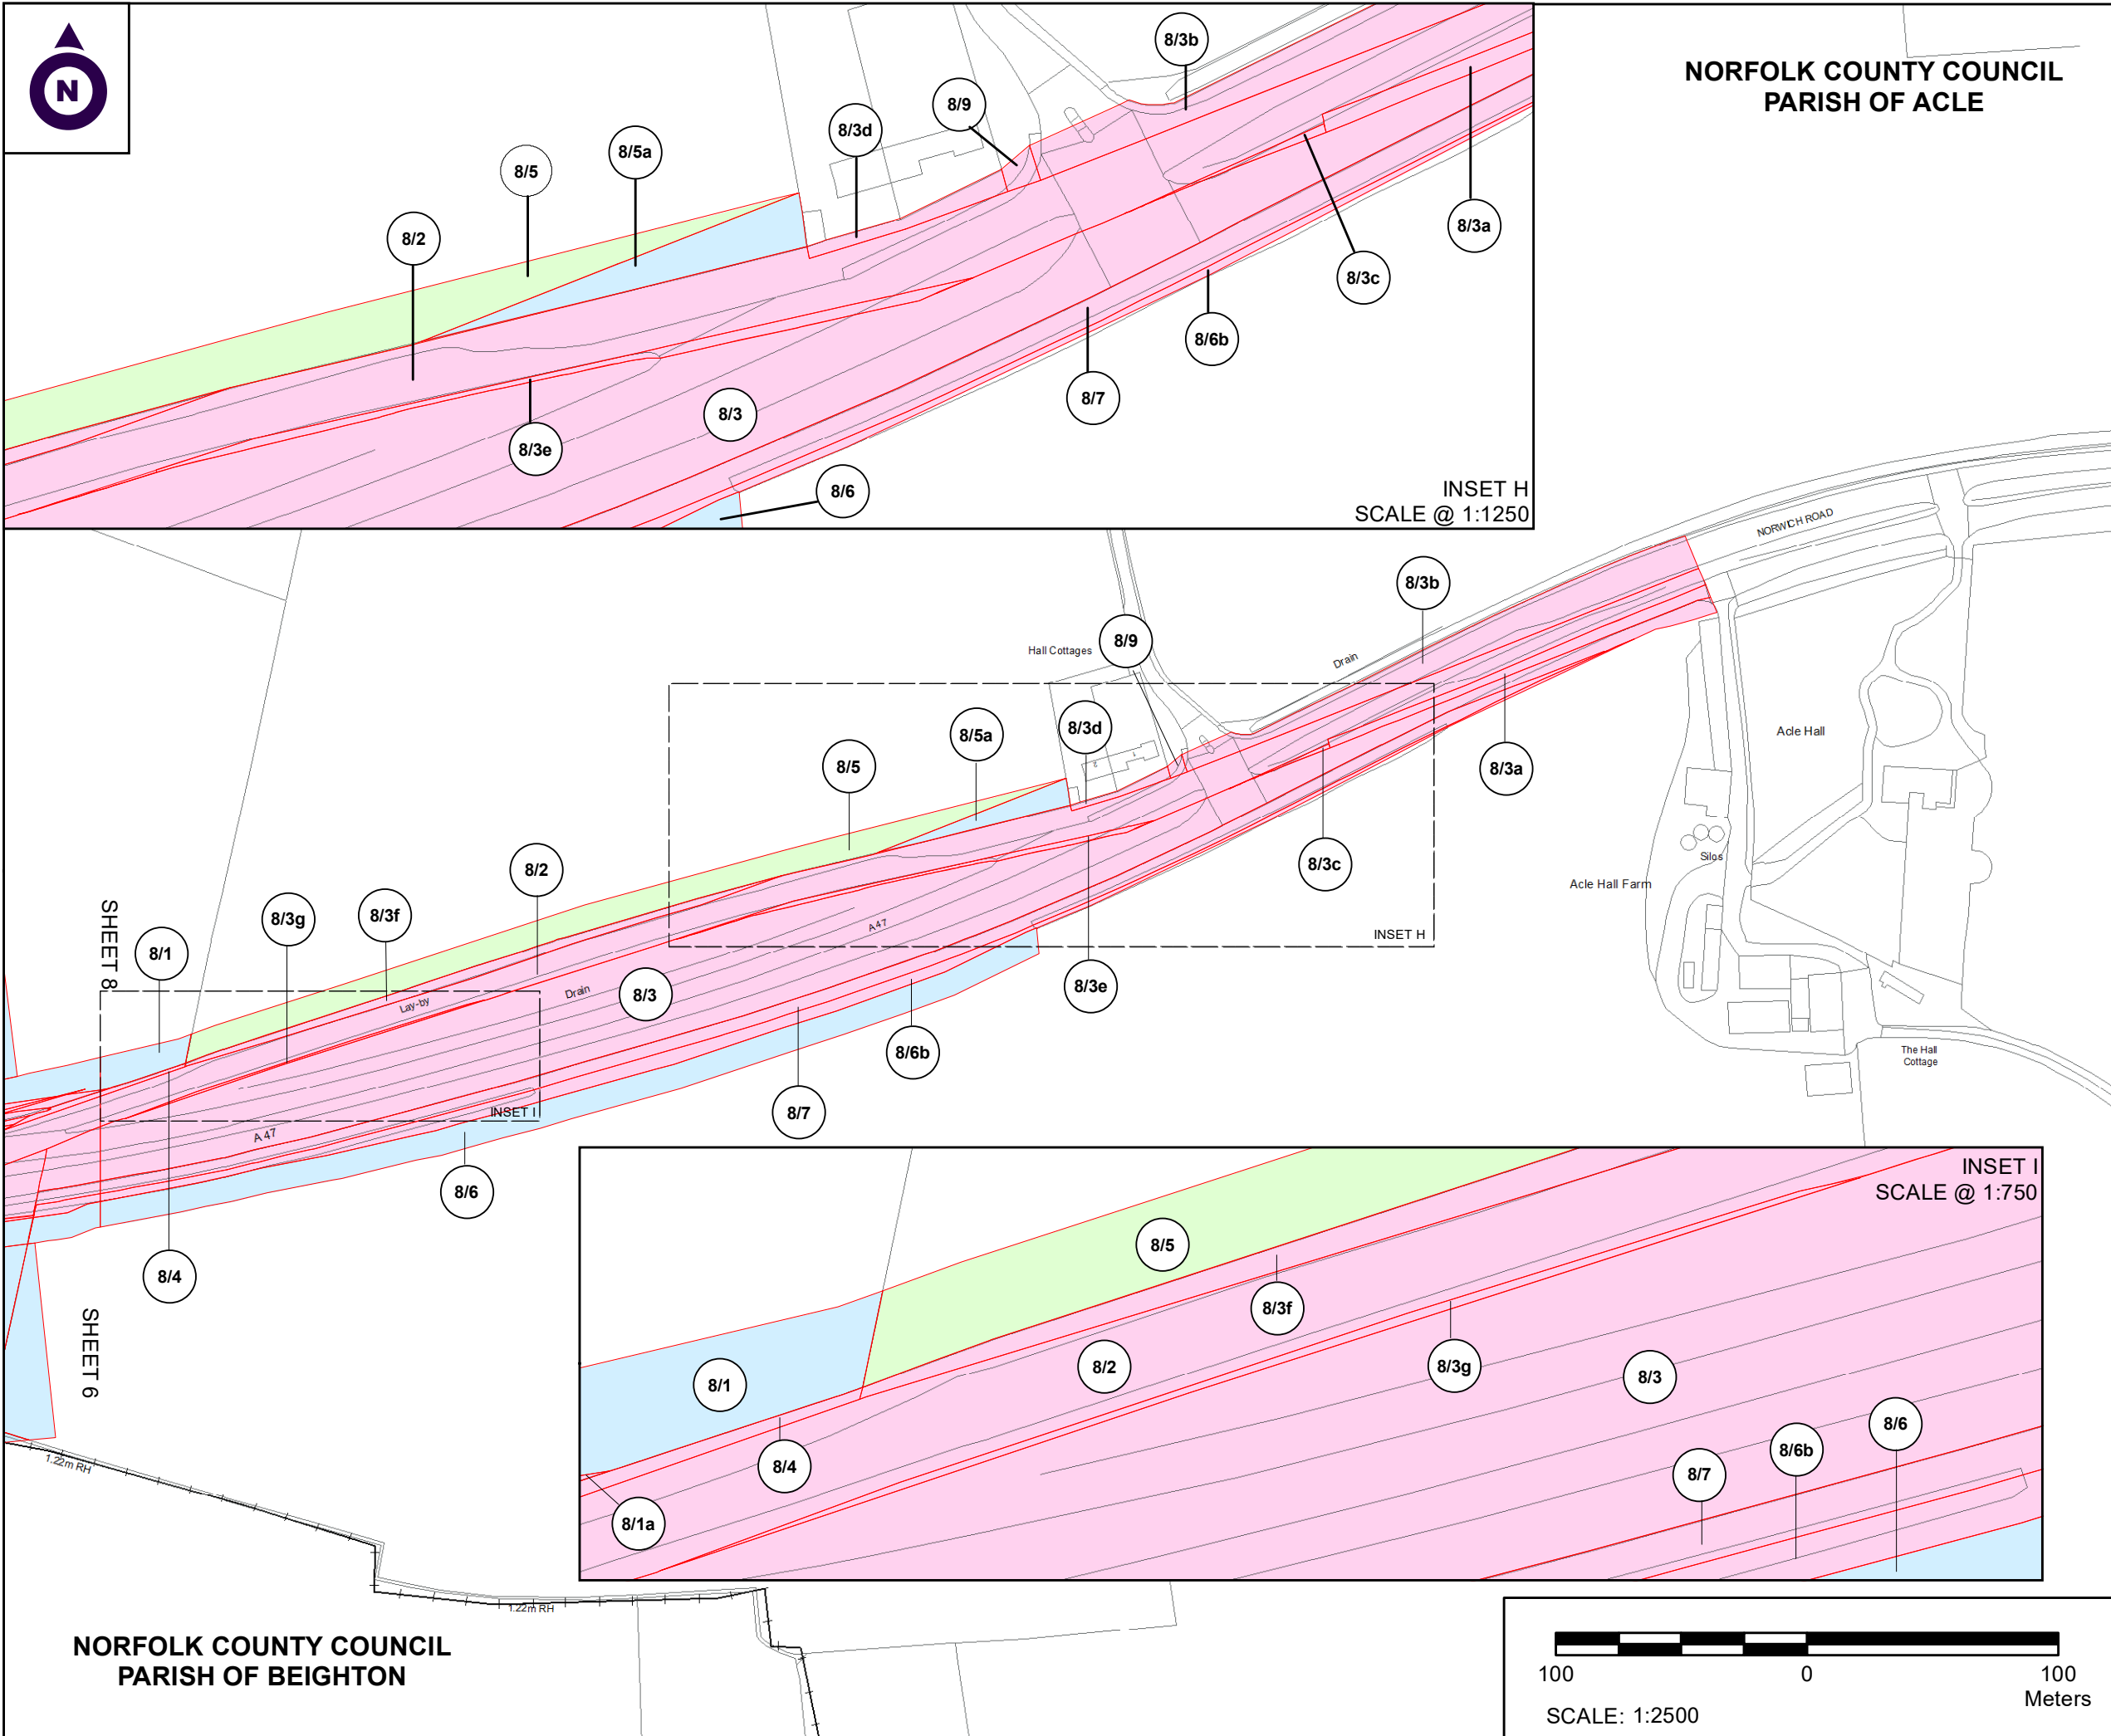 N
NORFOLK COUNTY COUNCIL
PARISH OF ACLE
8/3b
8/9
8/3d
8/5a
8/5
8/2
8/3a
8/3c
8/6b
8/7
8/3
8/3e
8/6
INSET H
SCALE @ 1:1250
NORWICH ROAD
8/3b
8/9
Hall Cottages
Drain
8/3d
8/5a
Acle Hall
8/5
8/3a
2
1
8/3c
Silos
8/2
Acle Hall Farm
8/3g
8/3f
A 47
INSET H
SHEET 8
8/1
8/3
Drain
Lay-by
8/3e
8/6b
The Hall
Cottage
INSET I
8/7
A 47
8/6
8/4
SHEET 6
INSET I
SCALE @ 1:750
8/5
8/3f
8/2
8/3g
8/3
8/1
8/6
8/6b
8/4
8/7
8/1a
1.22m RH
1.22m RH
NORFOLK COUNTY COUNCIL
PARISH OF BEIGHTON
100
0
100
Meters
SCALE: 1:2500